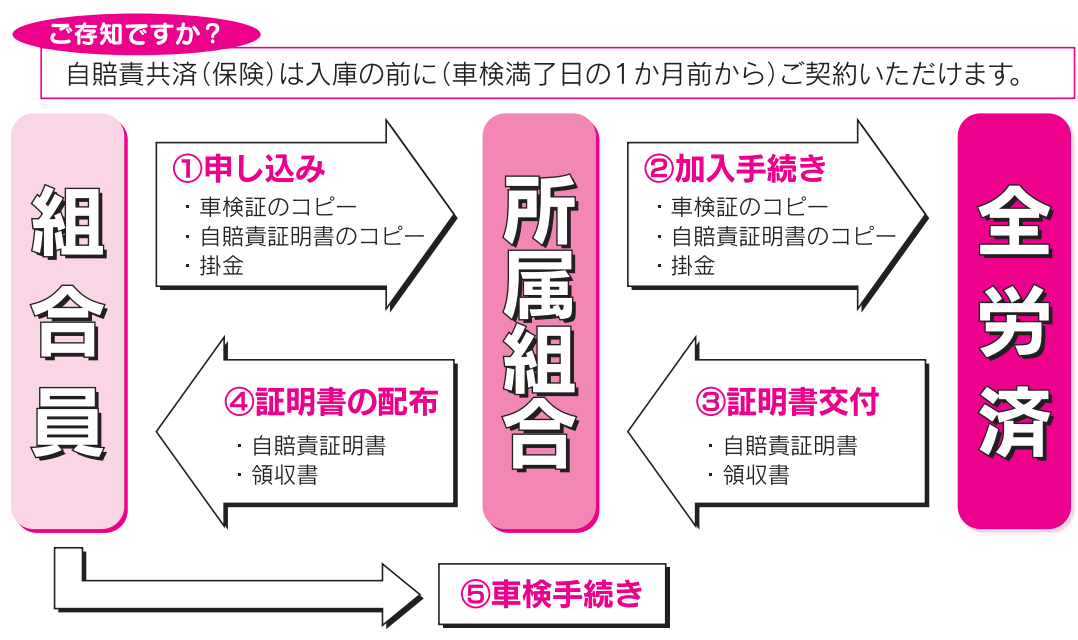 ご存知ですか？
自賠責共済（保険）は入庫の前に（車検満了日の1か月前から）ご契約いただけます。
組合員
①申し込み
・車検証のコピー
・自賠責証明書のコピー
・掛金
所属組合
②加入手続き
・車検証のコピー
・自賠責証明書のコピー
・掛金
全労済
③証明書交付
・自賠責証明書
・領収書
④証明書の配布
・自賠責証明書
・領収書
⑤車検手続き